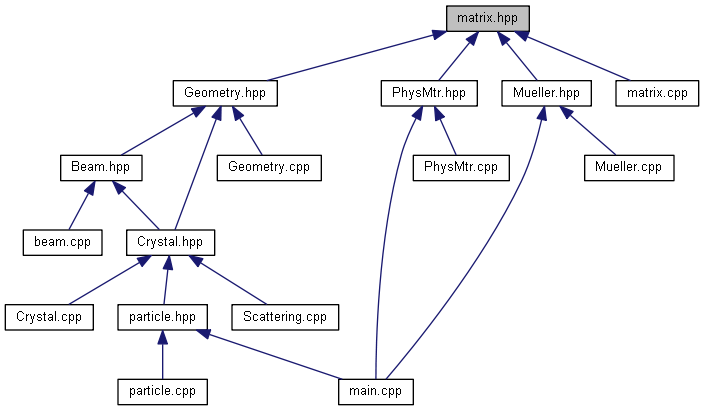 matrix.hpp
Geometry.hpp
PhysMtr.hpp
Mueller.hpp
matrix.cpp
Beam.hpp
Geometry.cpp
PhysMtr.cpp
Mueller.cpp
beam.cpp
Crystal.hpp
Crystal.cpp
particle.hpp
Scattering.cpp
particle.cpp
main.cpp